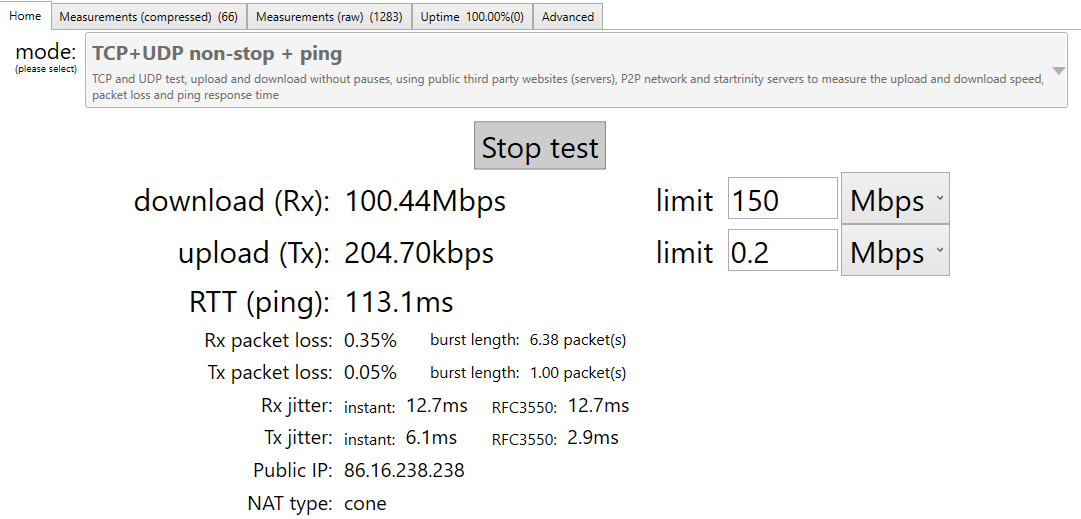 Home Measurements (compressed) (66) Measurements (raw) (1283) Uptime 100.00%(0) Advanced
mode: TCP+UDP non-stop + ping
(please select)
TCP and UDP test, upload and download without pauses, using public third party websites (servers), P2P network and startrinity servers to measure the upload and download speed,
packet loss and ping response time
Stop test
download (Rx): 100.44Mbps limit 150 Mbps
upload (Tx): 204.70kbps limit 0.2 Mbps
RTT (ping): 113.1ms
Rx packet loss: 0.35% burst length: 6.38 packet(s)
Tx packet loss: 0.05% burst length: 1.00 packet(s)
Rx jitter: instant: 12.7ms RFC3550: 12.7ms
Tx jitter: instant: 6.1ms RFC3550: 2.9ms
Public IP: 86.16.238.238
NAT type: cone